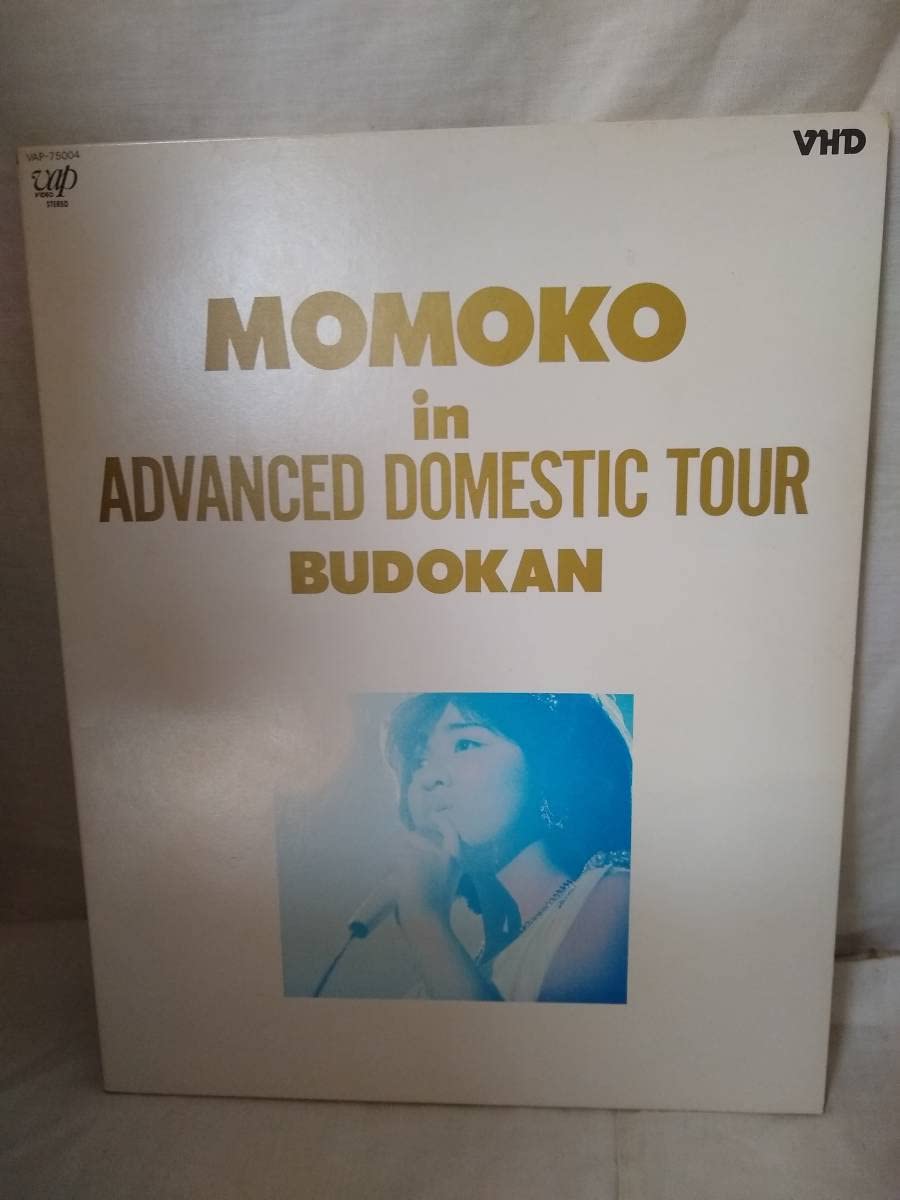 VAP-75004
VHD
vap
VIDEO
STEREO
MOMOKO
in
ADVANCED DOMESTIC TOUR
BUDOKAN